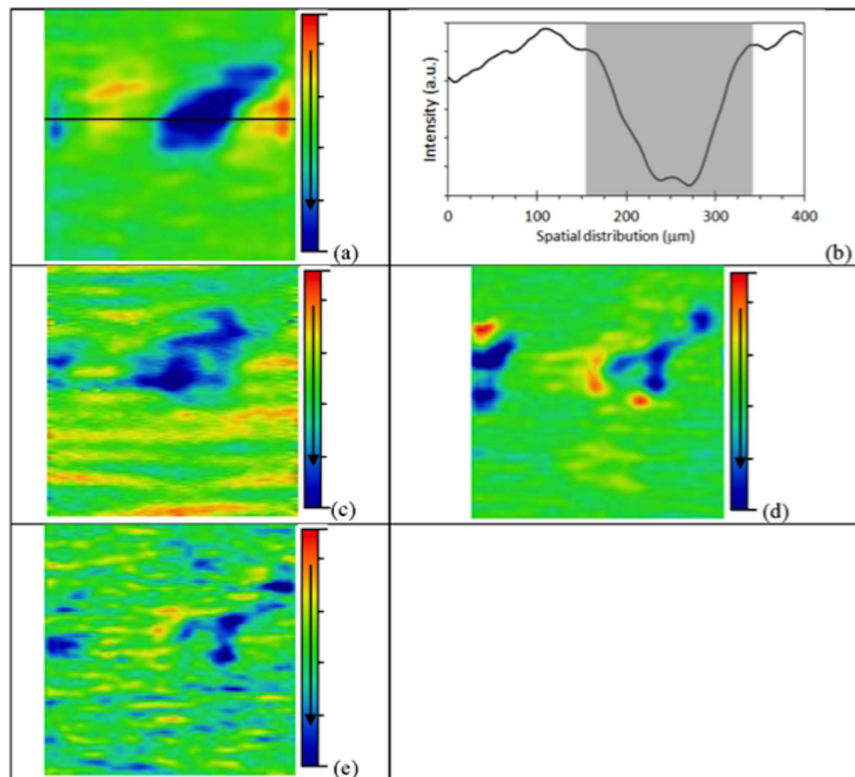 (a)
Intensity (a.u.)
0 100 200 300 400
Spatial distribution (μm)
(b)
(c)
(d)
(e)